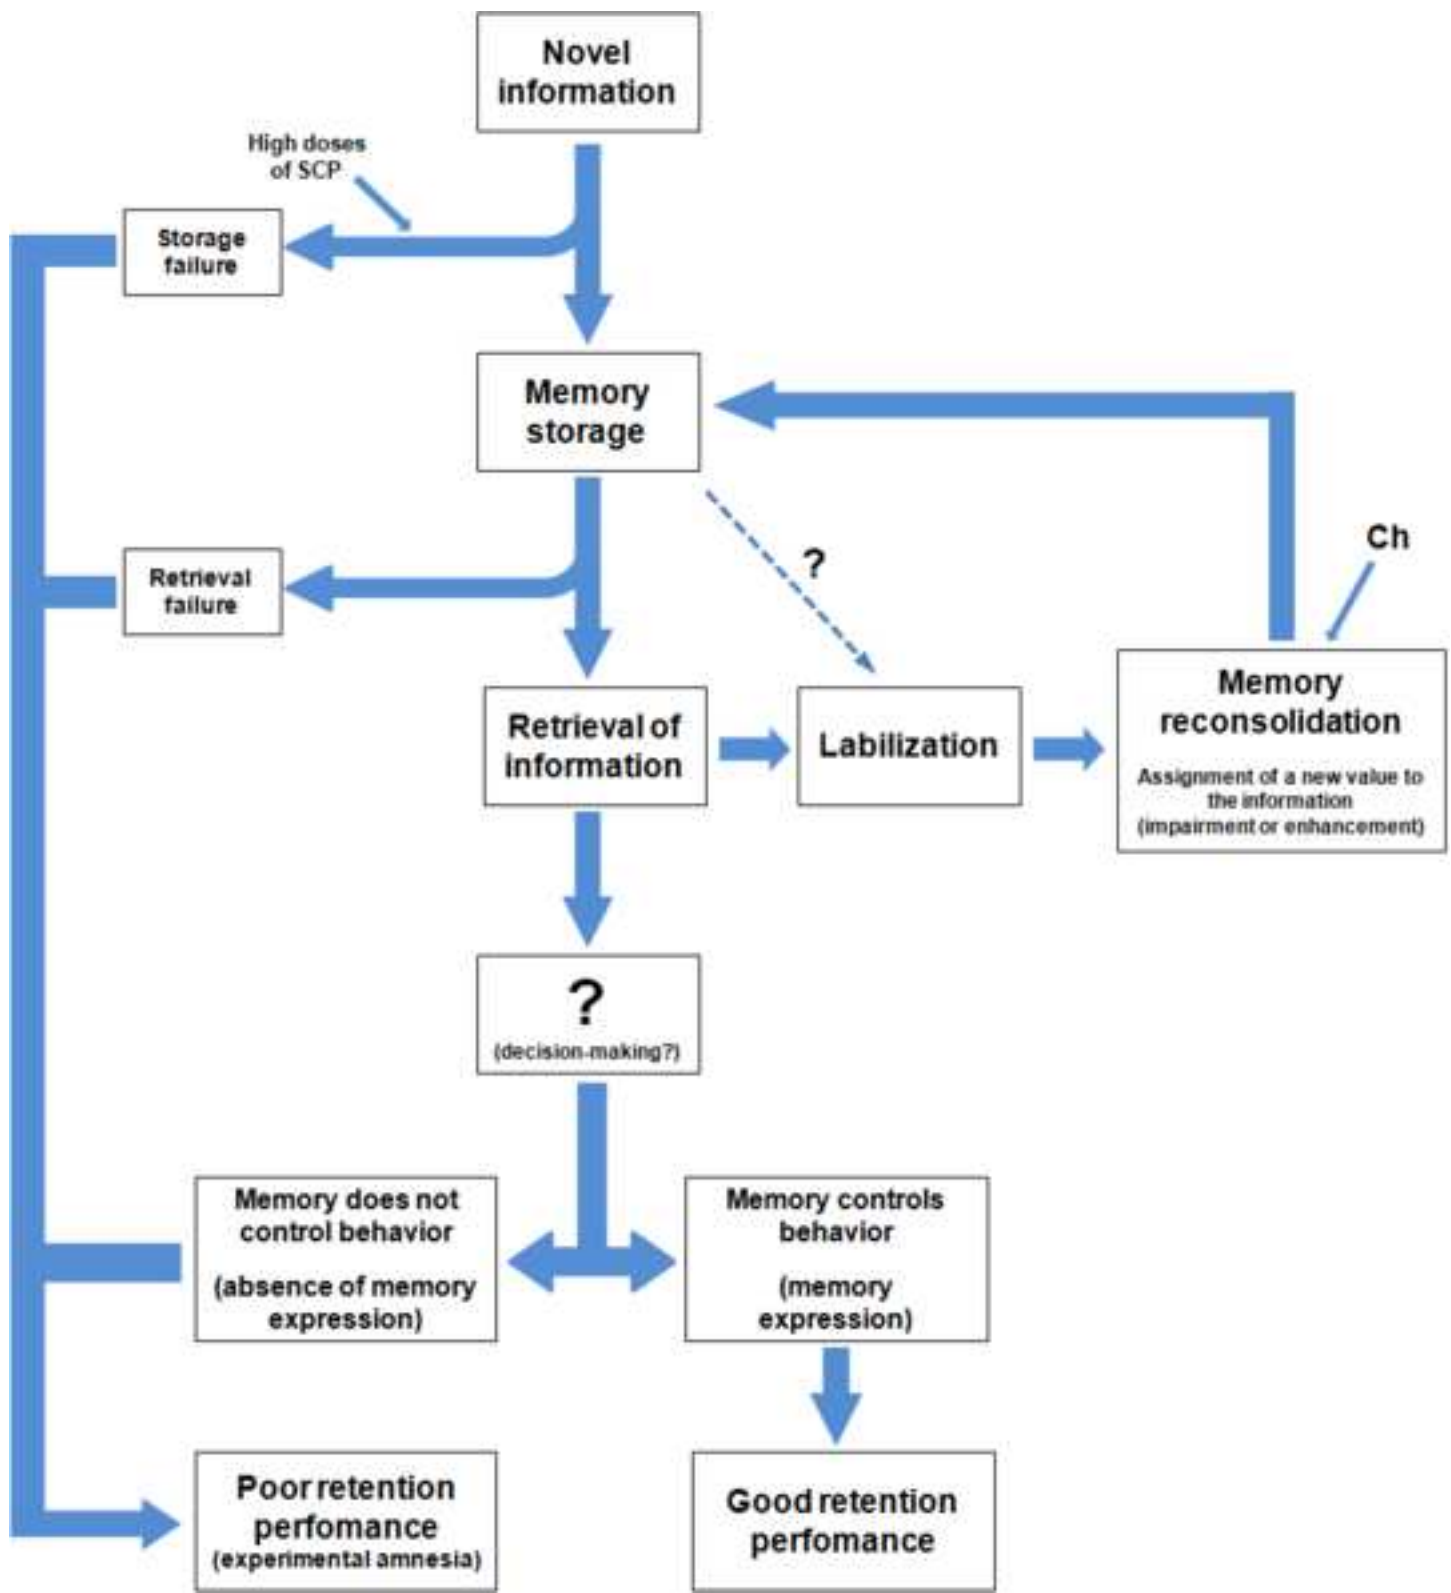 Novel
information
High doses
of SCP
Storage
failure
Memory
storage
?
Ch
Retrieval
failure
Retrieval of
information
Labilization
Memory
reconsolidation
Assignment of a new value to
the information
(impairment or enhancement)
?
(decision-making?)
Memory does not
control behavior
(absence of memory
expression)
Memory controls
behavior
(memory
expression)
Poor retention
perfomance
(experimental amnesia)
Good retention
perfomance